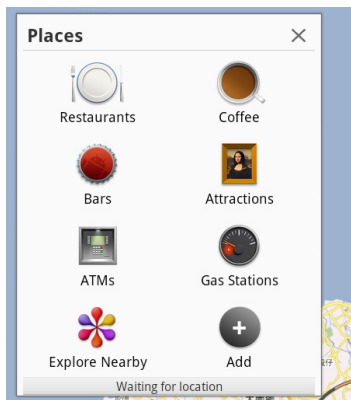 Places
Restaurants
Coffee
Bars
Attractions
ATMs
Gas Stations
Explore Nearby
Add
Waiting for location